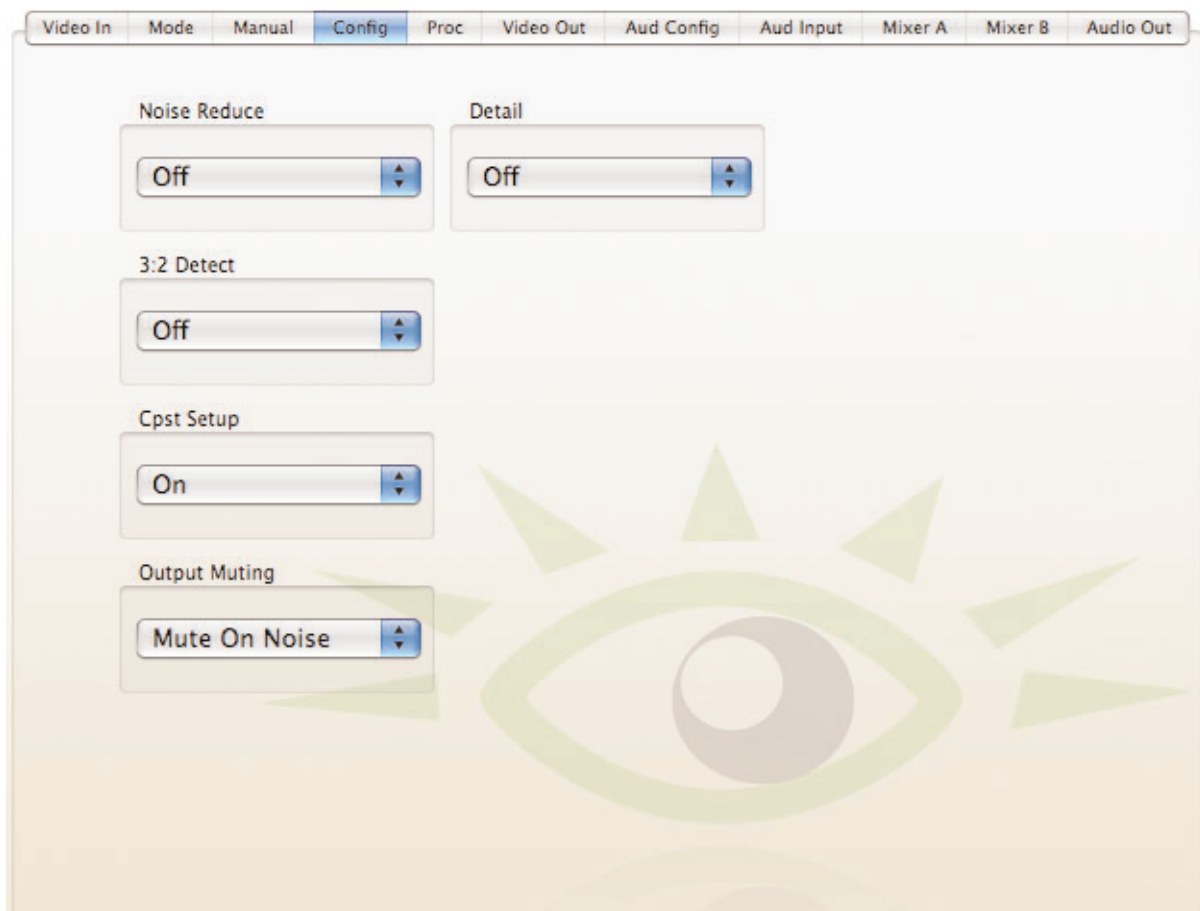 Video In Mode Manual Config Proc Video Out Aud Config Aud Input Mixer A Mixer B Audio Out
Noise Reduce Detail
Off Off
3:2 Detect
Off
Cpst Setup
On
Output Muting
Mute On Noise